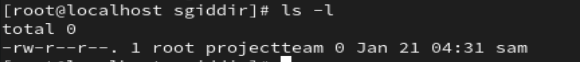 [root@localhost sgiddir]# ls -l
total 0
-rw-r--r--. 1 root projectteam 0 Jan 21 04:31 sam